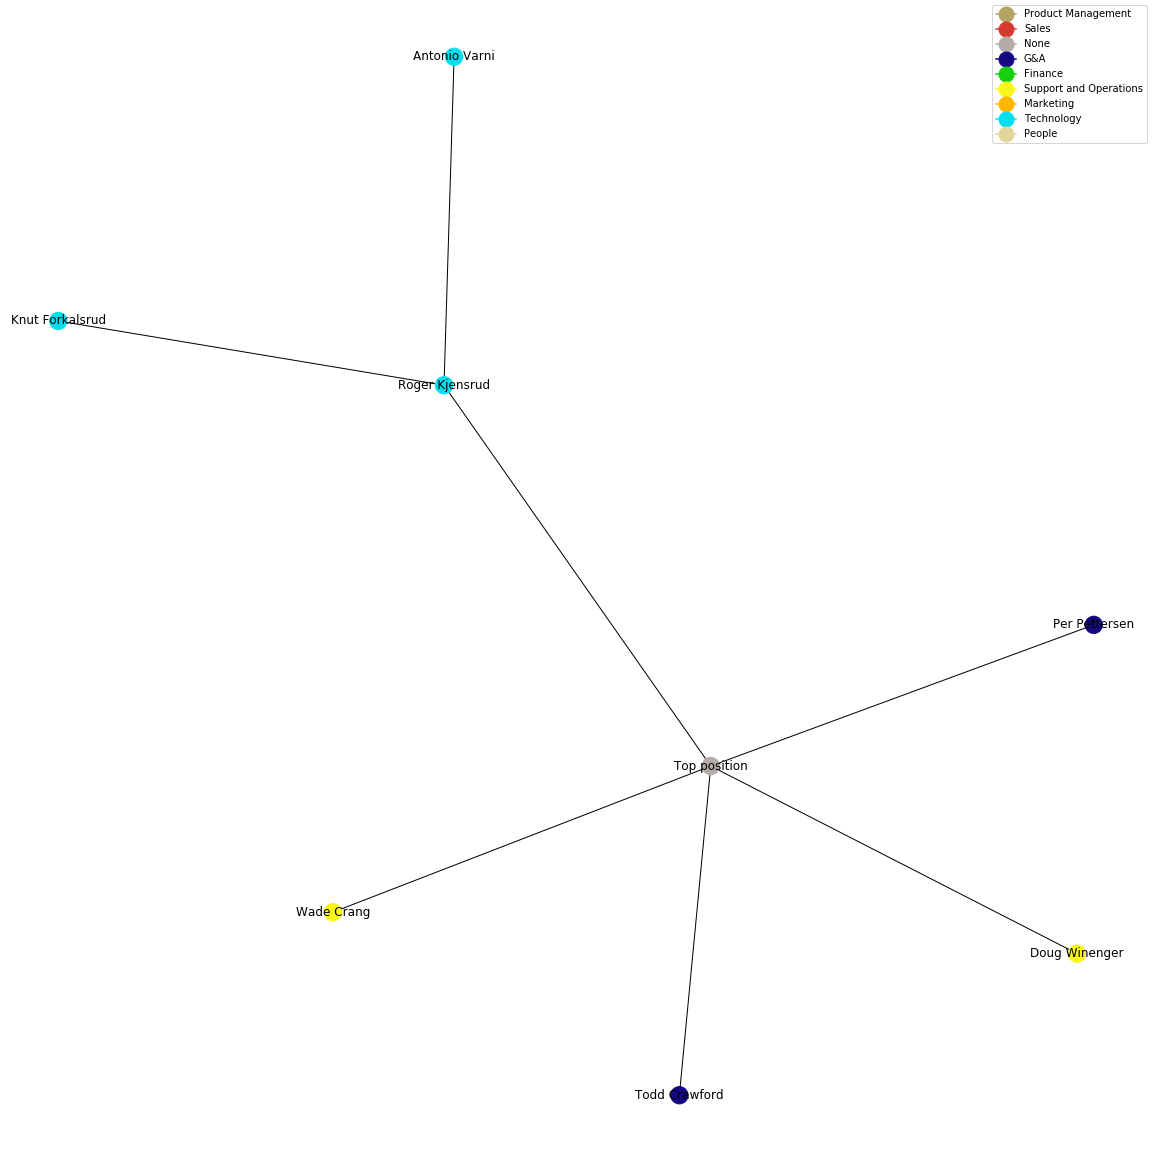 Product Management
Sales
None
G&A
Finance
Support and Operations
Marketing
Technology
People
Antonio Varni
Knut Forkalsrud
Roger Kjensrud
Per Pettersen
Top position
Wade Crang
Doug Winenger
Todd Crawford